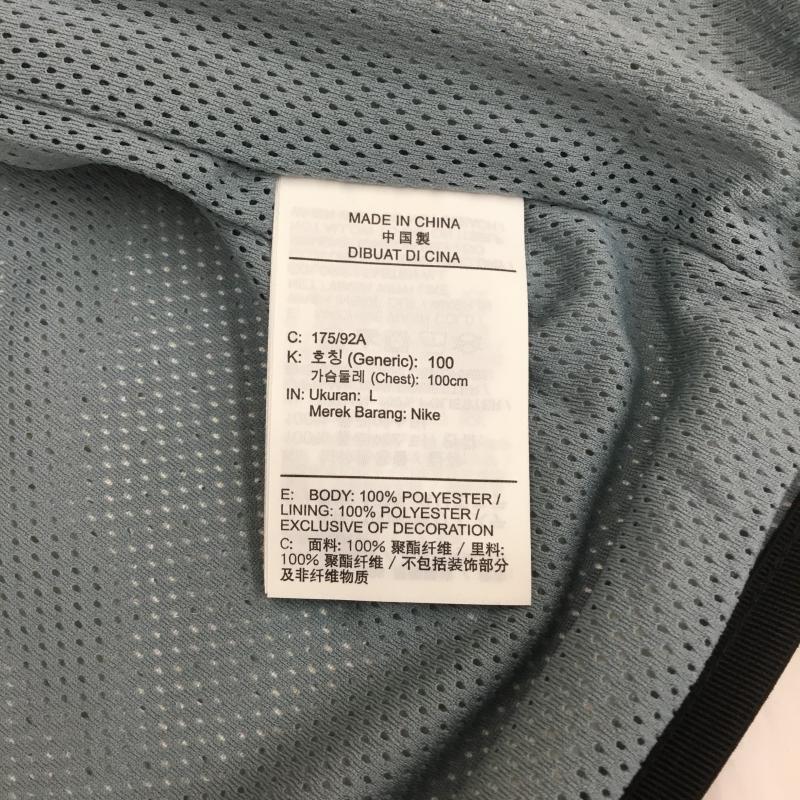 MADE IN CHINA
中国製
DIBUAT DI CINA
C: 175/92A
K: 호칭 (Generic): 100
가슴둘레 (Chest): 100cm
IN: Ukuran: L
Merek Barang: Nike
E: BODY: 100% POLYESTER /
LINING: 100% POLYESTER /
EXCLUSIVE OF DECORATION
C: 面料: 100% 聚酯纤维 / 里料:
100% 聚酯纤维 / 不包括装饰部分
及非纤维物质